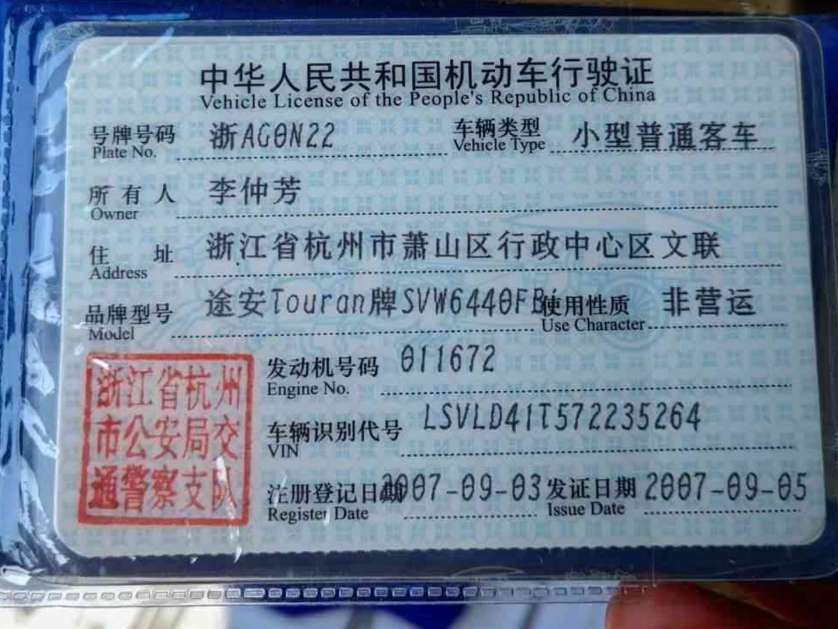 中华人民共和国机动车行驶证
Vehicle License of the People's Republic of China
号牌号码 浙AG0N22 车辆类型 小型普通客车
Plate No. Vehicle Type
所有人 李仲芳
Owner
住址 浙江省杭州市萧山区行政中心区文联
Address
品牌型号 途安Touran牌SVW6440FB 使用性质 非营运
Model Use Character
发动机号码 011672
Engine No.
车辆识别代号 LSVLD41T572235264
VIN
注册登记日期 2007-09-03 发证日期 2007-09-05
Register Date Issue Date
浙江省杭州
市公安局交
通警察支队